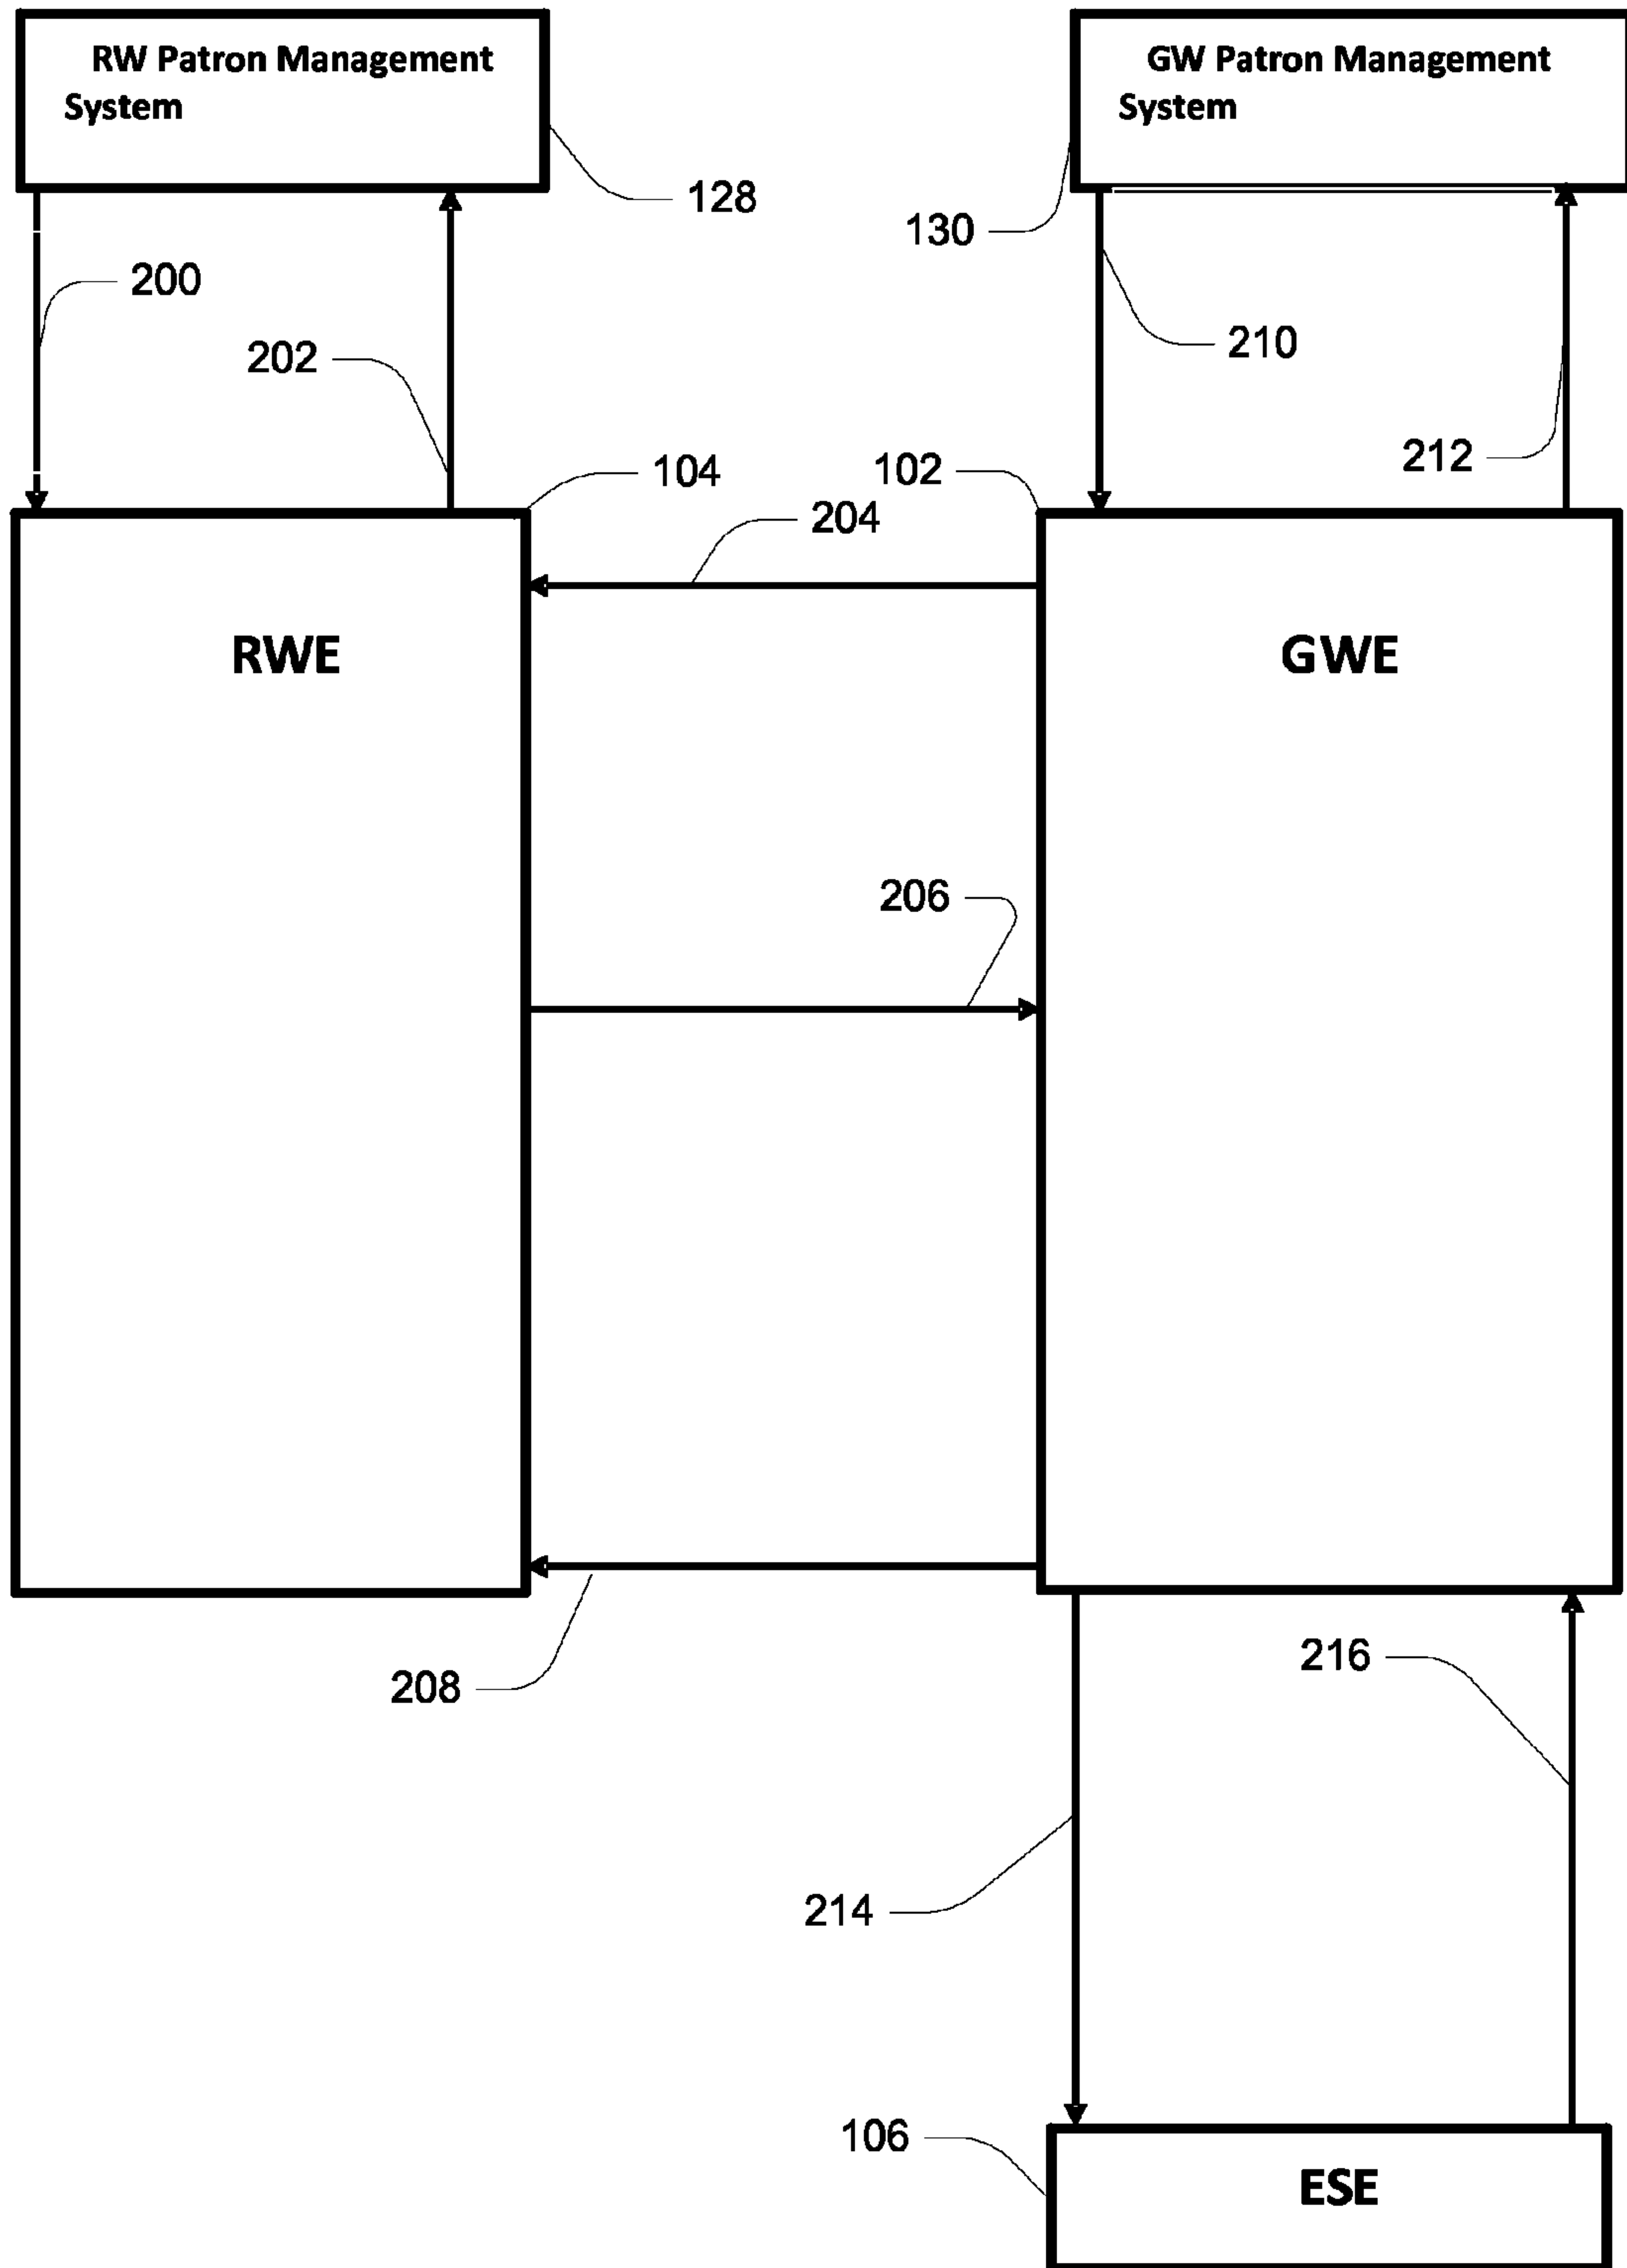 RW Patron Management
System
GW Patron Management
System
128
130
200
210
202
212
104
102
204
RWE
GWE
206
208
216
214
106
ESE